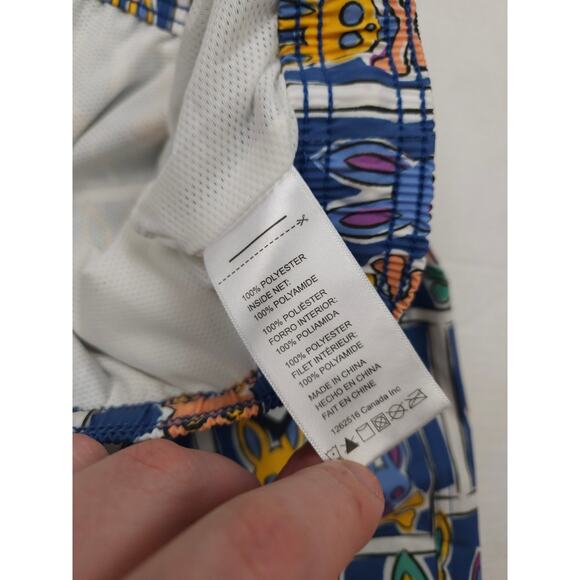 100% POLYESTER
INSIDE NET:
100% POLYAMIDE
100% POLIÉSTER
FORRO INTERIOR:
100% POLIAMIDA
100% POLYESTER
FILET INTÉRIEUR:
100% POLYAMIDE
MADE IN CHINA
HECHO EN CHINA
FAIT EN CHINE
1262516 Canada Inc